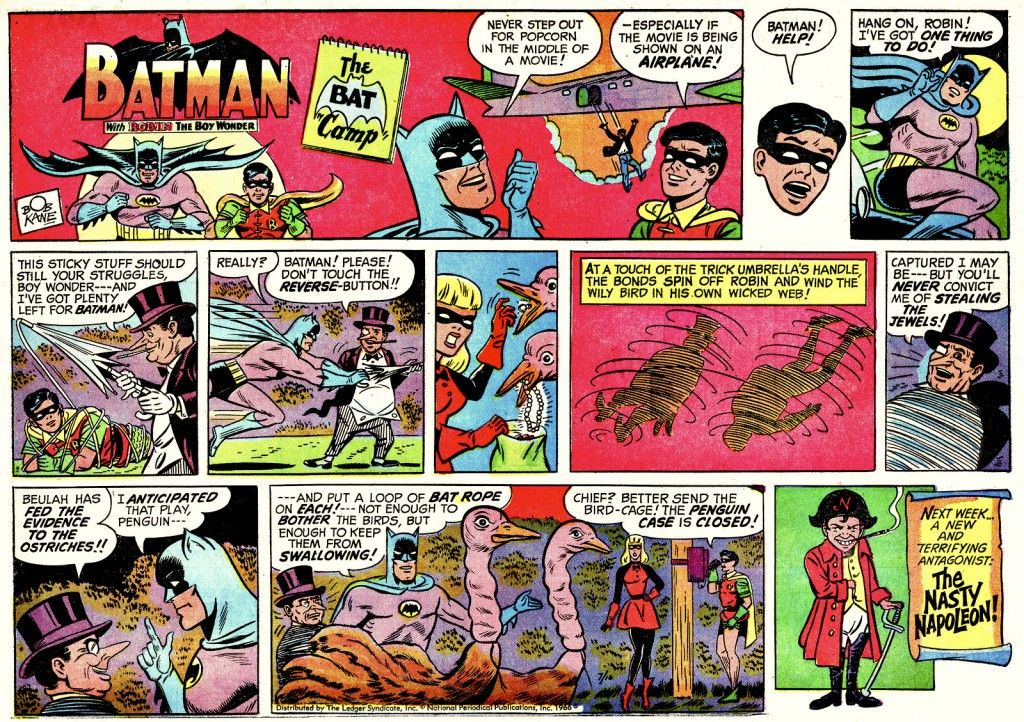 BATMAN
With ROBIN THE BOY WONDER
BOB
KANE
The
BAT
"Camp"
NEVER STEP OUT
FOR POPCORN
IN THE MIDDLE OF
A MOVIE!
-ESPECIALLY IF
THE MOVIE IS BEING
SHOWN ON AN
AIRPLANE!
BATMAN!
HELP!
HANG ON, ROBIN!
I'VE GOT ONE THING
TO DO!
THIS STICKY STUFF SHOULD
STILL YOUR STRUGGLES,
BOY WONDER---AND
I'VE GOT PLENTY
LEFT FOR BATMAN!
R
REALLY?
BATMAN! PLEASE!
DON'T TOUCH THE
REVERSE-BUTTON!!
AT A TOUCH OF THE TRICK UMBRELLA'S HANDLE,
THE BONDS SPIN OFF ROBIN AND WIND THE
WILY BIRD IN HIS OWN WICKED WEB!
CAPTURED I MAY
BE---BUT YOU'LL
NEVER CONVICT
ME OF STEALING
THE
JEWELS!
BEULAH HAS
FED THE
EVIDENCE
TO THE
OSTRICHES!!
I ANTICIPATED
THAT PLAY,
PENGUIN---
---AND PUT A LOOP OF BAT ROPE
ON EACH!--- NOT ENOUGH TO
BOTHER THE BIRDS, BUT
ENOUGH TO KEEP
THEM FROM
SWALLOWING!
CHIEF? BETTER SEND THE
BIRD-CAGE! THE PENGUIN
CASE IS CLOSED!
Distributed by The Ledger Syndicate, Inc. © National Periodical Publications, Inc. 1966
N
NEXT WEEK...
A NEW
AND
TERRIFYING
ANTAGONIST:
The
NASTY
NAPOLEON!